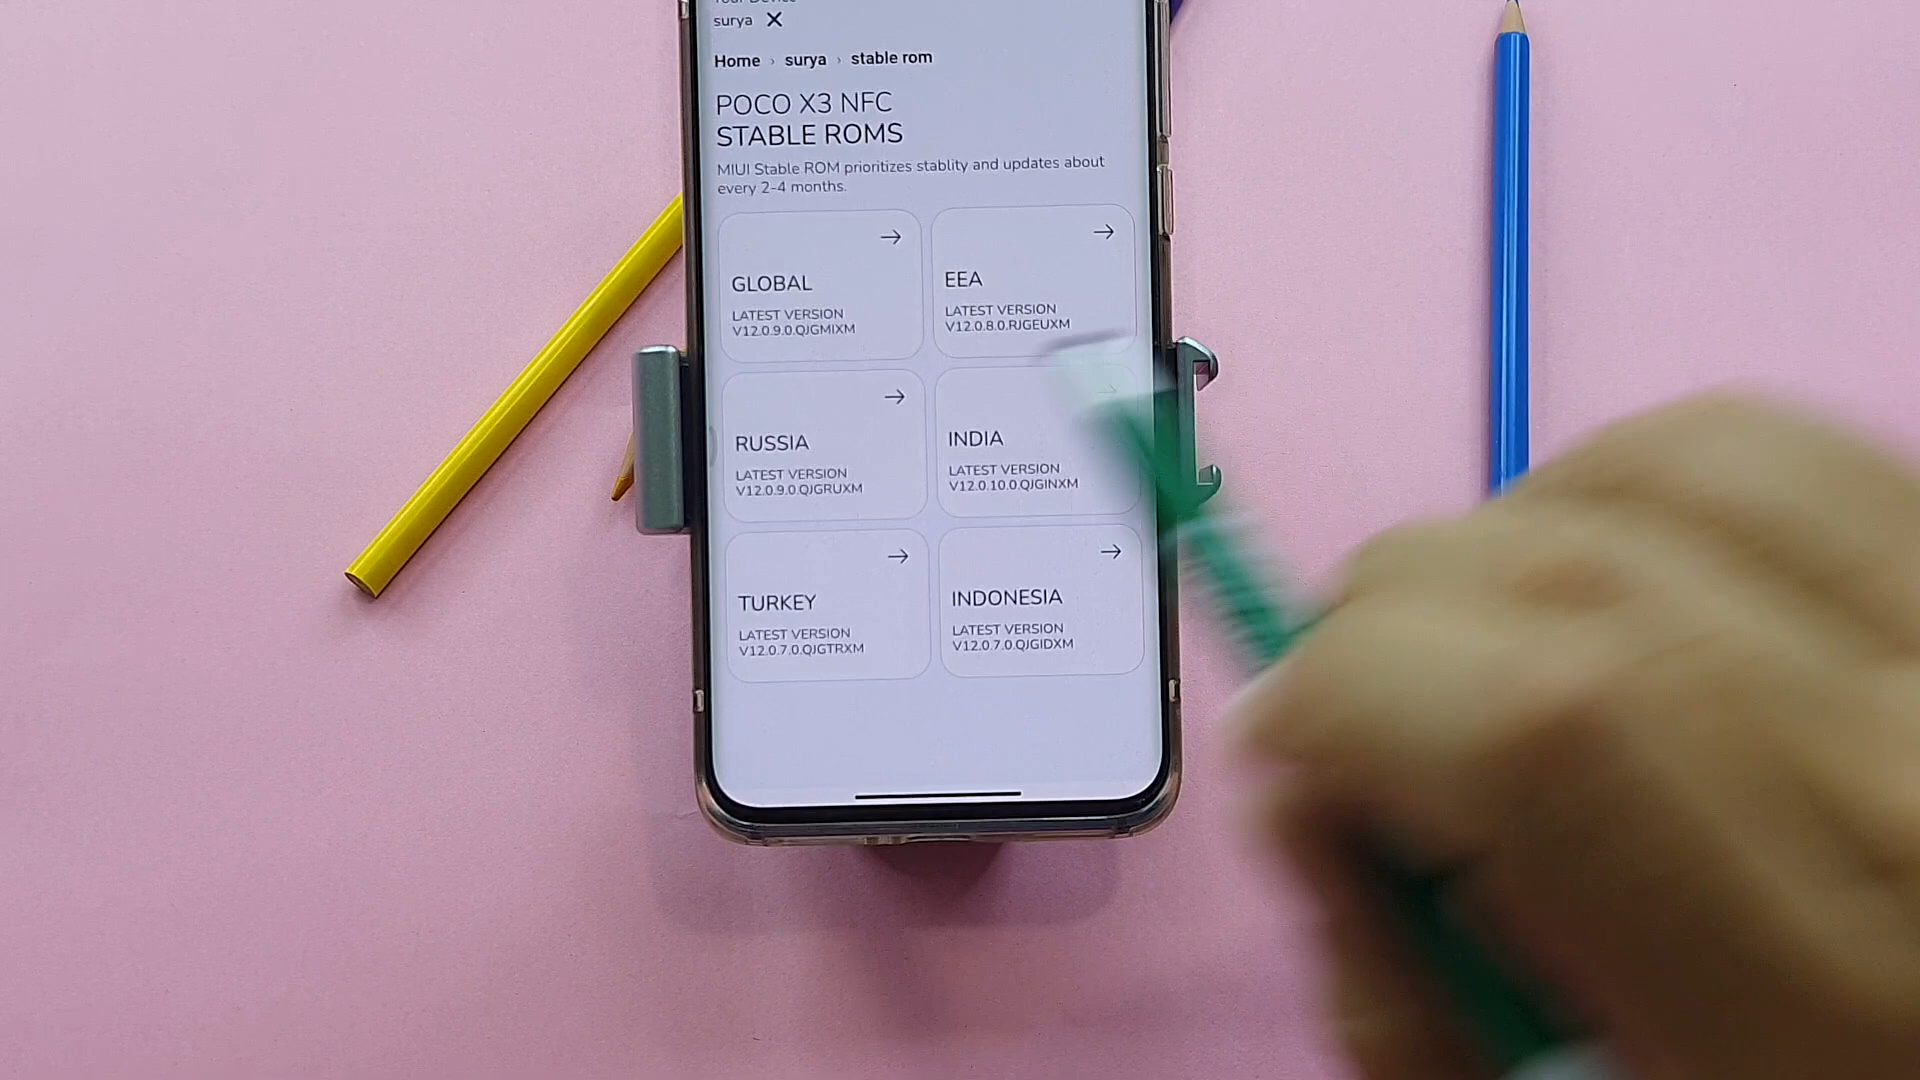 surya ✕
Home › surya › stable rom
POCO X3 NFC
STABLE ROMS
MIUI Stable ROM prioritizes stablity and updates about
every 2-4 months.
GLOBAL
LATEST VERSION
V12.0.9.0.QJGMIXM
EEA
LATEST VERSION
V12.0.8.0.RJGEUXM
RUSSIA
LATEST VERSION
V12.0.9.0.QJGRUXM
INDIA
LATEST VERSION
V12.0.10.0.QJGINXM
TURKEY
LATEST VERSION
V12.0.7.0.QJGTRXM
INDONESIA
LATEST VERSION
V12.0.7.0.QJGIDXM